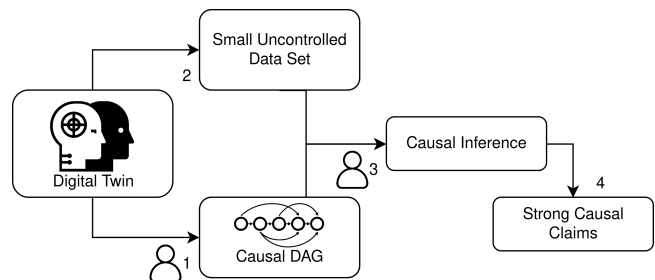 Small Uncontrolled
Data Set
2
Digital Twin
Causal Inference
3
4
Strong Causal
Claims
1
Causal DAG